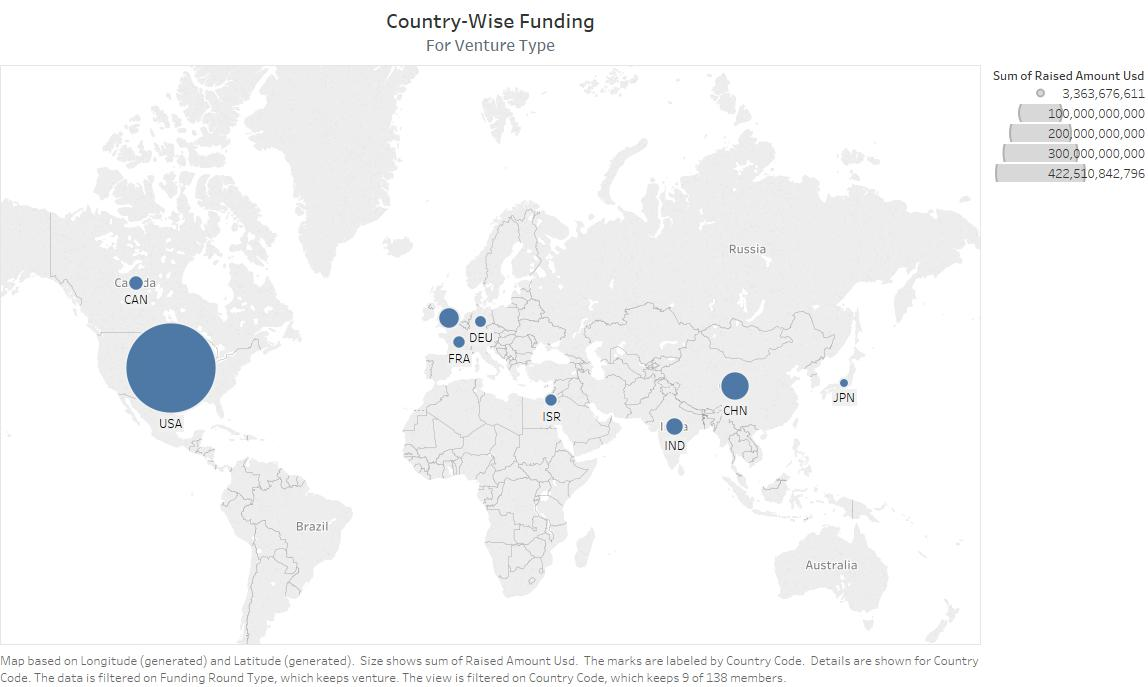 Country-Wise Funding
For Venture Type
Sum of Raised Amount Usd
3,363,676,611
100,000,000,000
200,000,000,000
300,000,000,000
422,510,842,796
Russia
CAN
DEU
FRA
USA
ISR
CHN
JPN
IND
Brazil
Australia
Map based on Longitude (generated) and Latitude (generated).  Size shows sum of Raised Amount Usd.  The marks are labeled by Country Code.  Details are shown for Country
Code. The data is filtered on Funding Round Type, which keeps venture. The view is filtered on Country Code, which keeps 9 of 138 members.